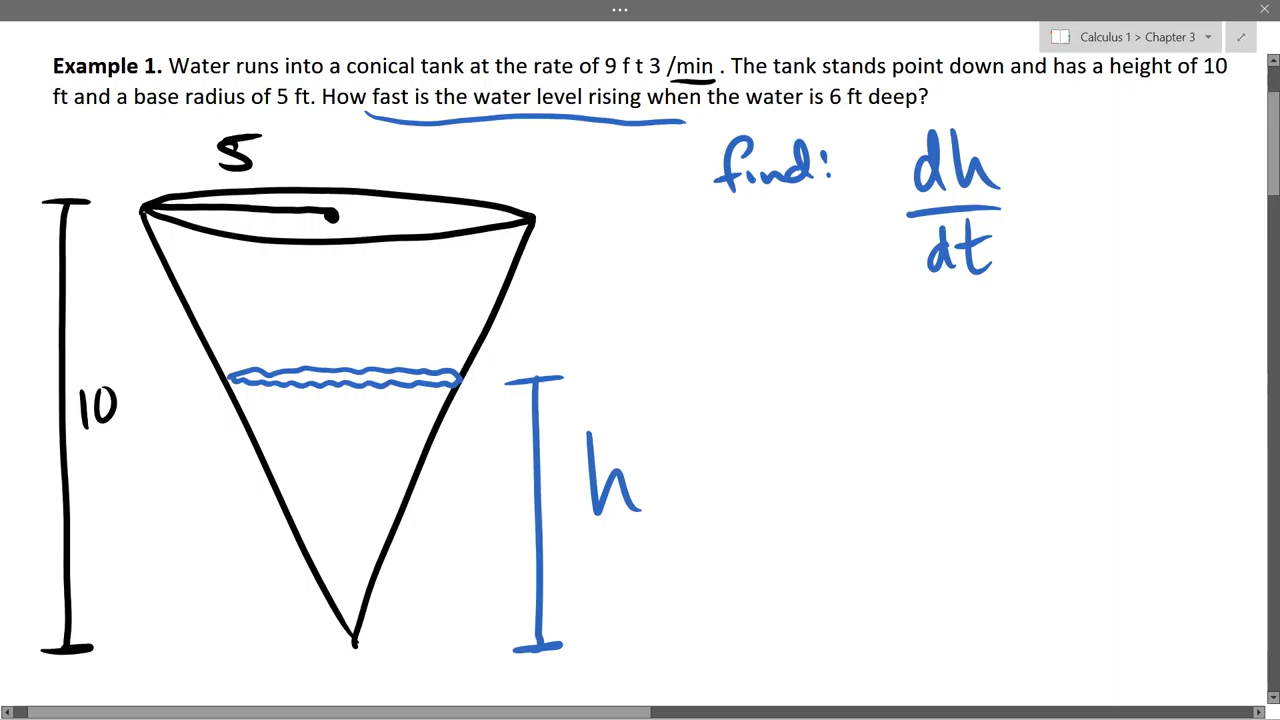 Calculus 1 > Chapter 3
Example 1. Water runs into a conical tank at the rate of 9 f t 3 /min . The tank stands point down and has a height of 10
ft and a base radius of 5 ft. How fast is the water level rising when the water is 6 ft deep?
5
find: dh
dt
10
h